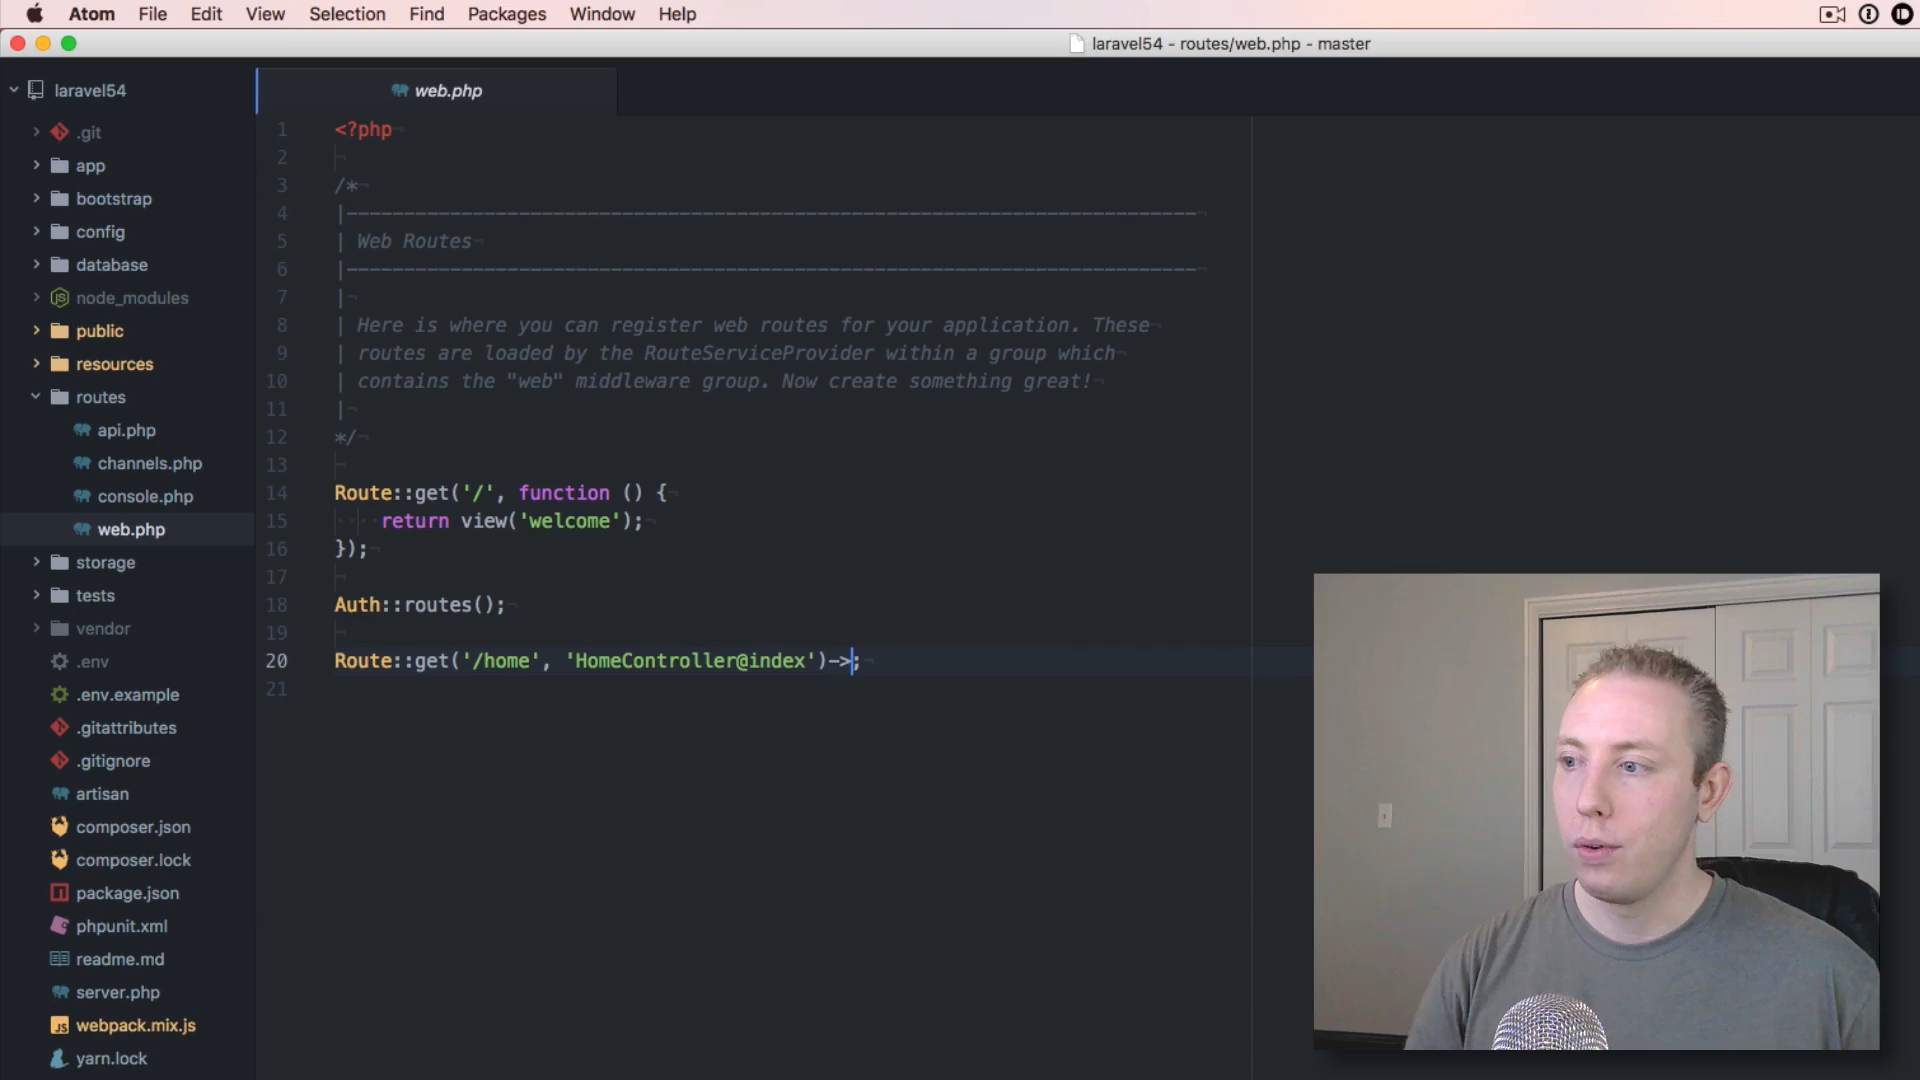 Atom File Edit View Selection Find Packages Window Help
laravel54 - routes/web.php - master
laravel54
.git
app
bootstrap
config
database
node_modules
public
resources
routes
api.php
channels.php
console.php
web.php
storage
tests
vendor
.env
.env.example
.gitattributes
.gitignore
artisan
composer.json
composer.lock
package.json
phpunit.xml
readme.md
server.php
webpack.mix.js
yarn.lock
web.php
1 <?php
2
3 /*
4 |--------------------------------------------------------------------------
5 | Web Routes
6 |--------------------------------------------------------------------------
7 |
8 | Here is where you can register web routes for your application. These
9 | routes are loaded by the RouteServiceProvider within a group which
10 | contains the "web" middleware group. Now create something great!
11 |
12 */
13
14 Route::get('/', function () {
15 return view('welcome');
16 });
17
18 Auth::routes();
19
20 Route::get('/home', 'HomeController@index')->;
21